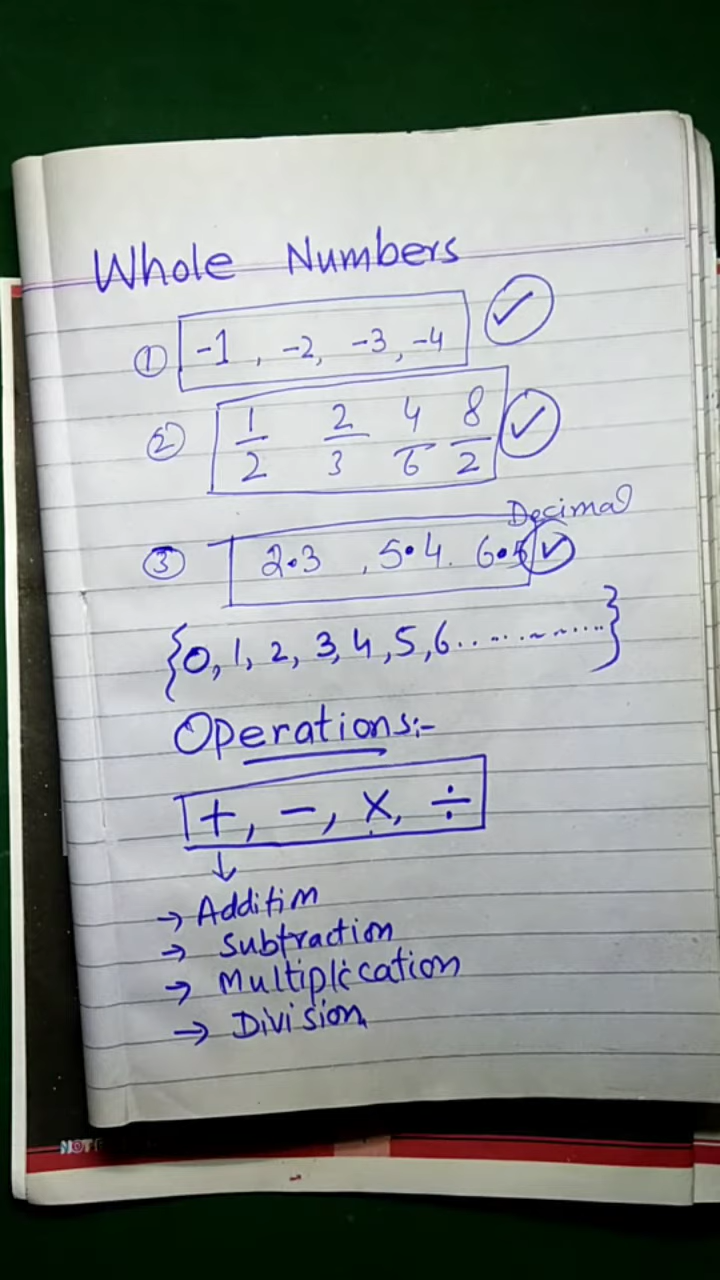 Whole Numbers
① -1, -2, -3, -4 ✓
② 1/2 2/3 4/6 8/2 ✓
Decimal
③ 2.3, 5.4. 6.5 ✓
{0, 1, 2, 3, 4, 5, 6...........}
Operations:-
+, -, ×, ÷
↓
→ Addition
→ Subtraction
→ Multiplication
→ Division.